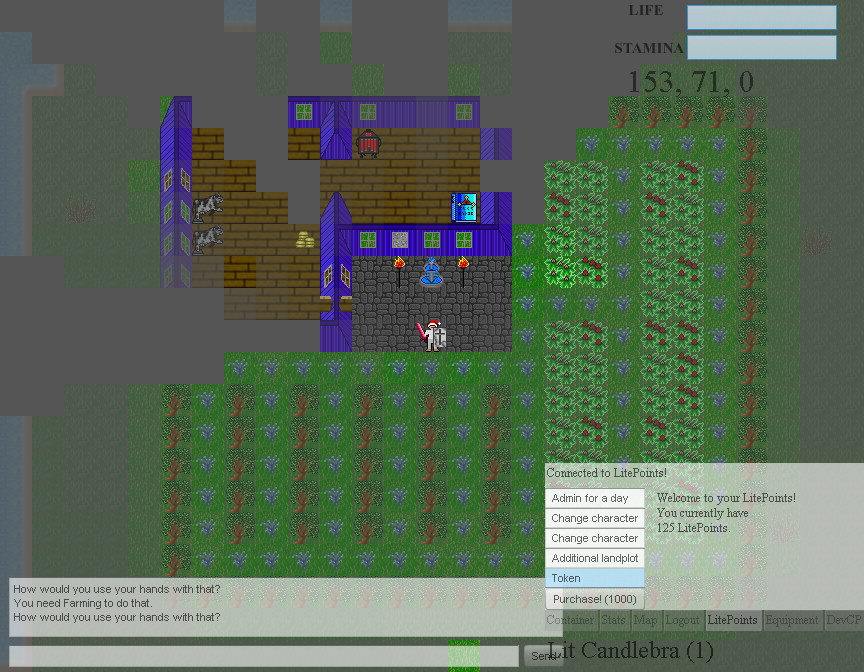 LIFE
STAMINA
153, 71, 0
Connected to LitePoints!
Admin for a day
Change character
Change character
Additional landplot
Token
Purchase! (1000)
Welcome to your LitePoints!
You currently have
125 LitePoints.
How would you use your hands with that?
You need Farming to do that.
How would you use your hands with that?
Container Stats Map Logout LitePoints Equipment DevCP
Send
Lit Candlebra (1)